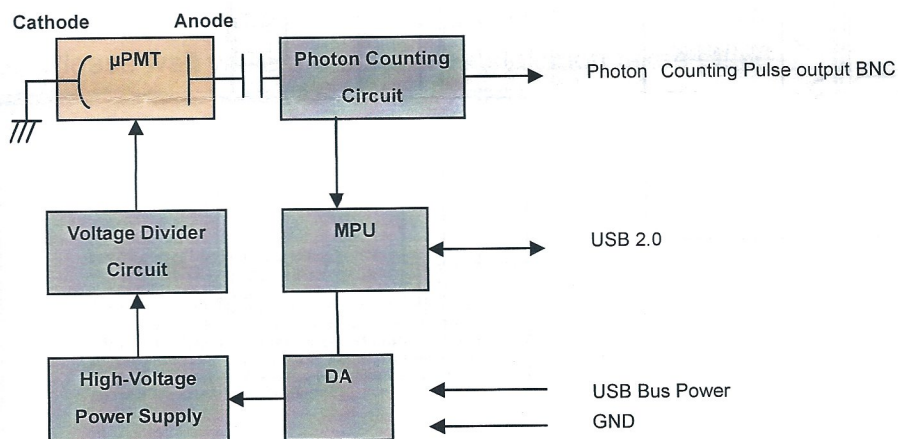 Cathode
Anode
µPMT
Photon Counting
Circuit
Photon Counting Pulse output BNC
Voltage Divider
Circuit
MPU
USB 2.0
High-Voltage
Power Supply
DA
USB Bus Power
GND